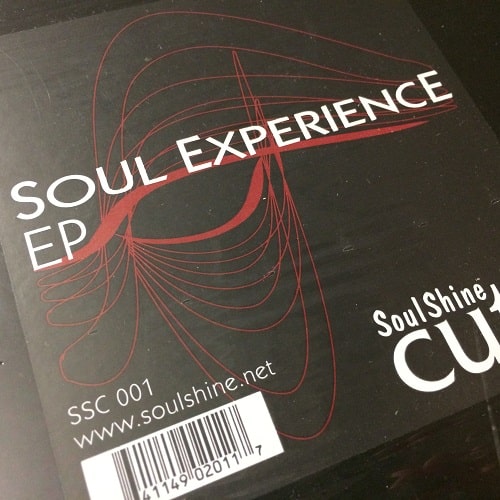 SOUL EXPERIENCE
EP
SoulShine
SSC 001
www.soulshine.net
41149 02011 7